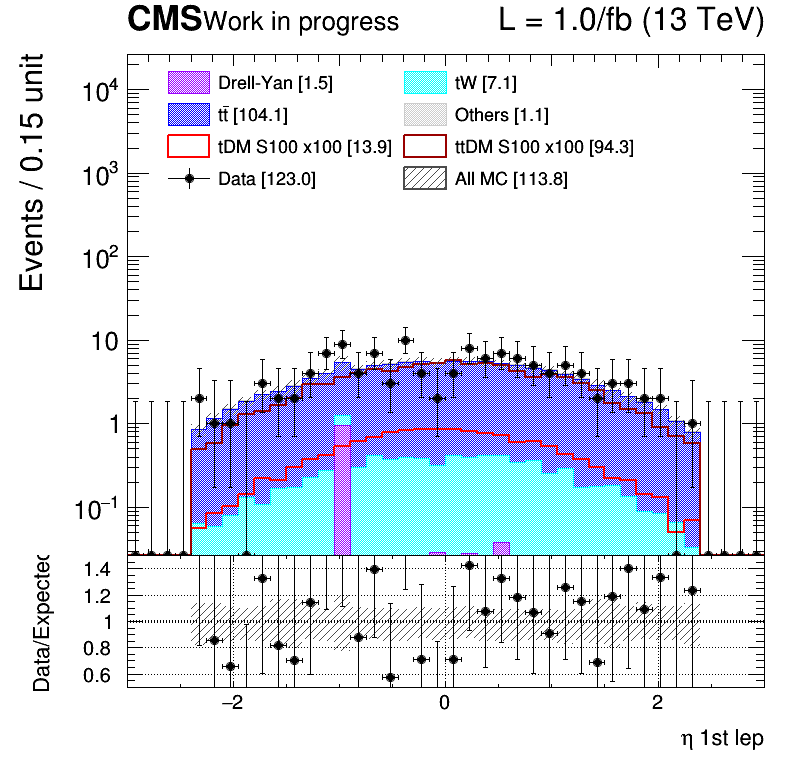 CMS Work in progress L = 1.0/fb (13 TeV)
Events / 0.15 unit
Drell-Yan [1.5] tW [7.1]
tt̄ [104.1] Others [1.1]
tDM S100 x100 [13.9] ttDM S100 x100 [94.3]
Data [123.0] All MC [113.8]
10⁴
10³
10²
10
1
10⁻¹
Data/Expected
1.4
1.2
1
0.8
0.6
−2 0 2
η 1st lep